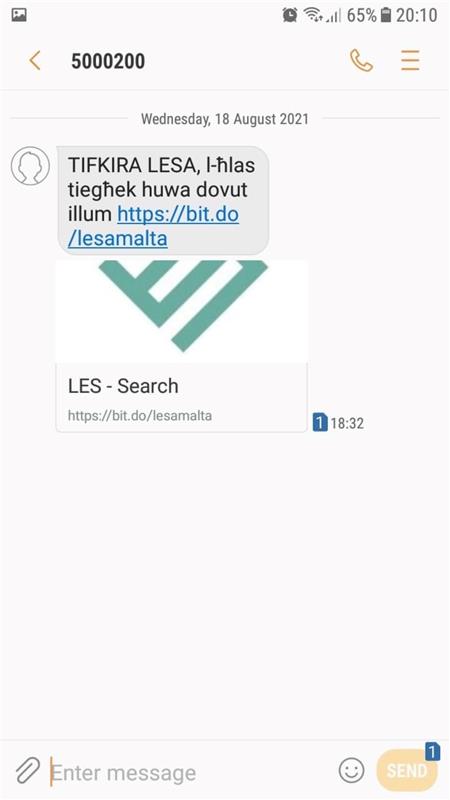 65% 20:10
5000200
Wednesday, 18 August 2021
TIFKIRA LESA, l-ħlas
tiegħek huwa dovut
illum https://bit.do
/lesamalta
LES - Search
https://bit.do/lesamalta
1 18:32
1
Enter message
SEND